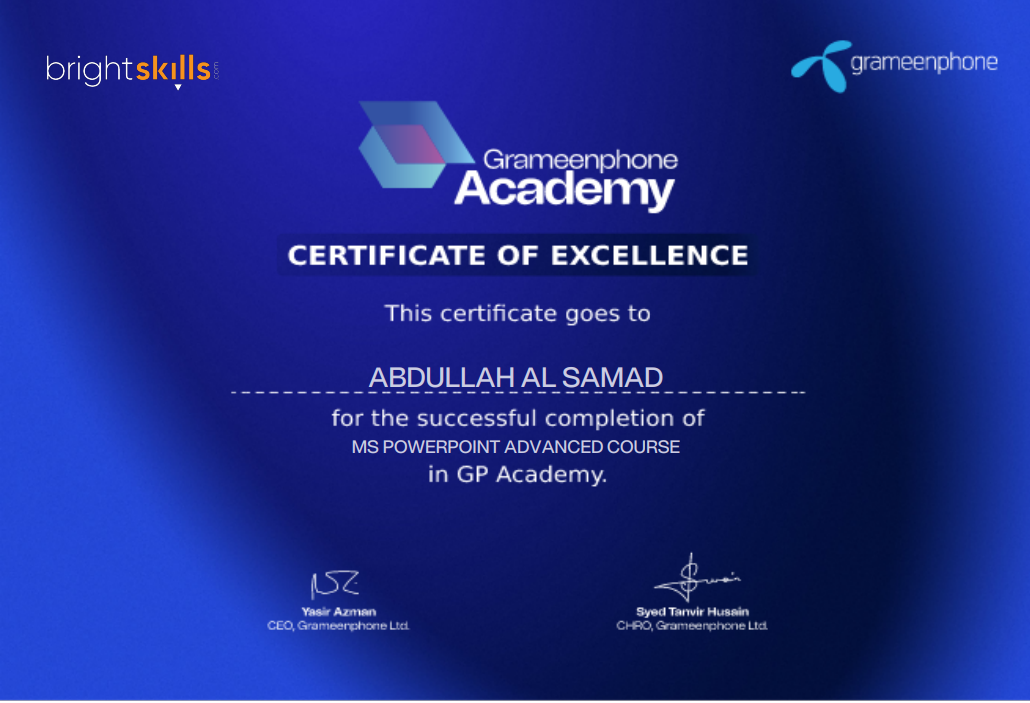 brightskills.com
grameenphone
Grameenphone
Academy
CERTIFICATE OF EXCELLENCE
This certificate goes to
ABDULLAH AL SAMAD
for the successful completion of
MS POWERPOINT ADVANCED COURSE
in GP Academy.
Yasir Azman
CEO, Grameenphone Ltd.
Syed Tanvir Husain
CHRO, Grameenphone Ltd.